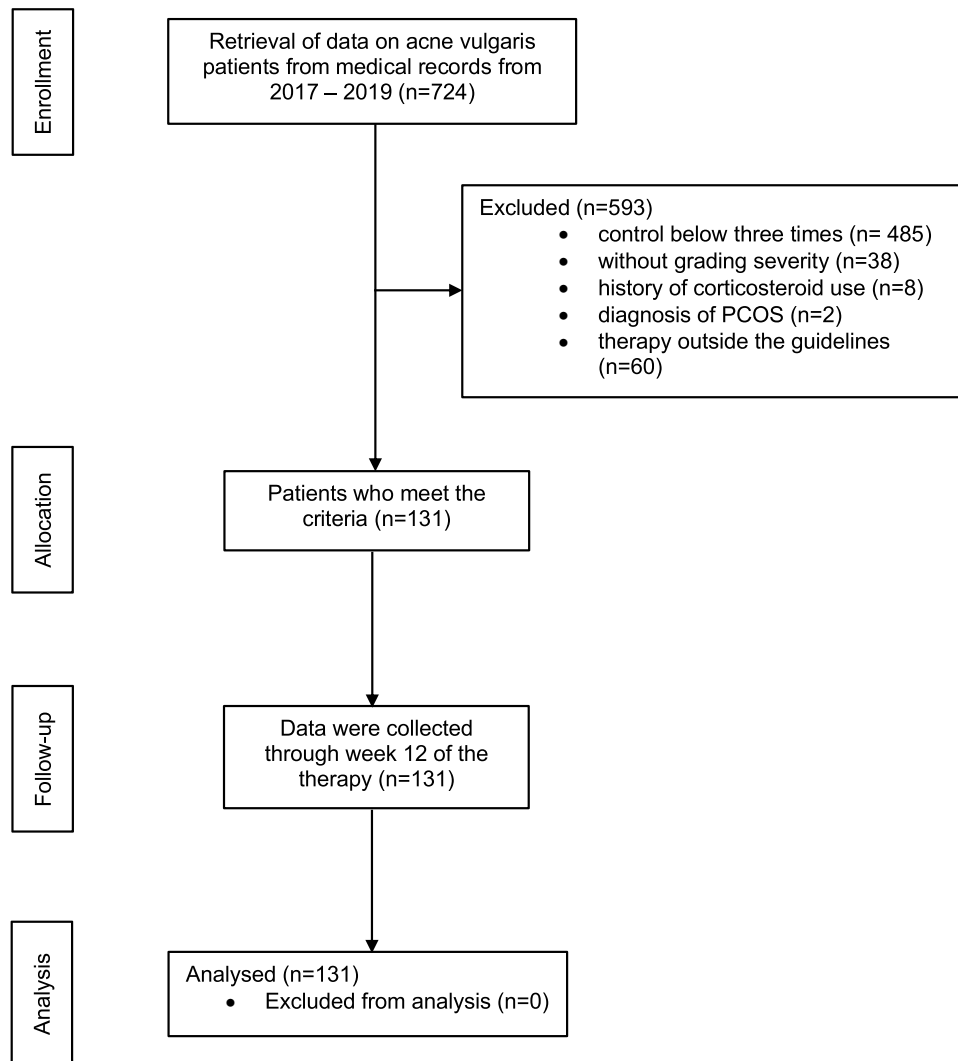 Enrollment
Retrieval of data on acne vulgaris
patients from medical records from
2017 – 2019 (n=724)
Excluded (n=593)
• control below three times (n= 485)
• without grading severity (n=38)
• history of corticosteroid use (n=8)
• diagnosis of PCOS (n=2)
• therapy outside the guidelines
(n=60)
Allocation
Patients who meet the
criteria (n=131)
Follow-up
Data were collected
through week 12 of the
therapy (n=131)
Analysis
Analysed (n=131)
• Excluded from analysis (n=0)